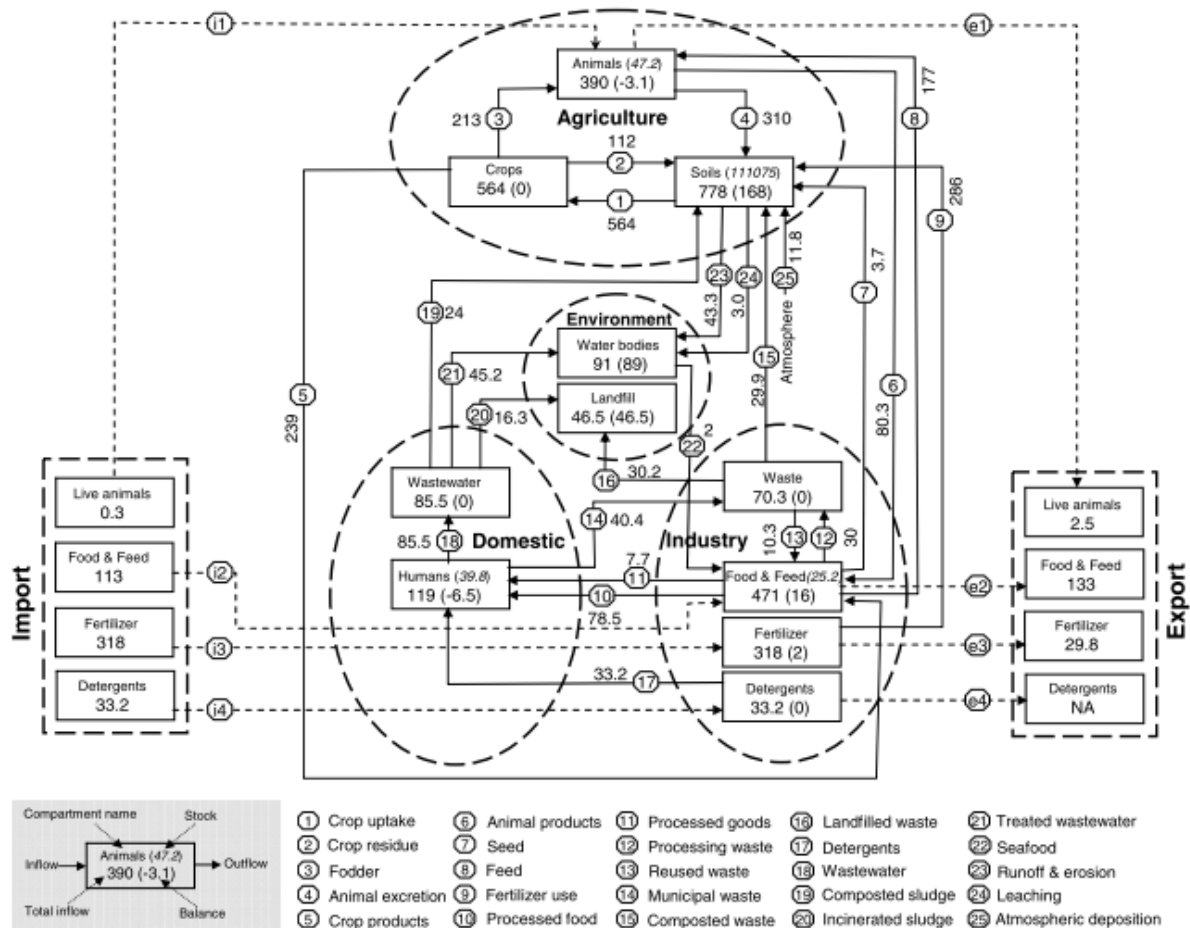 i1
e1
Animals (47.2)
390 (-3.1)
177
213
3
4
310
8
Agriculture
112
Crops
564 (0)
2
Soils (111075)
778 (168)
286
1
564
9
11.8
3.7
23
24
25
7
19
24
43.3
3.0
Environment
Water bodies
91 (89)
15
Atmosphere
21
45.2
29.9
6
5
Landfill
46.5 (46.5)
80.3
239
20
16.3
2
22
Live animals
0.3
Wastewater
85.5 (0)
16
30.2
Waste
70.3 (0)
Live animals
2.5
14
40.4
85.5
18
Domestic
Industry
10.3
13
12
30
Import
Food & Feed
113
i2
Humans (39.8)
119 (-6.5)
7.7
11
10
78.5
Food & Feed(25.2
471 (16)
e2
Food & Feed
133
Export
Fertilizer
318
i3
Fertilizer
318 (2)
e3
Fertilizer
29.8
33.2
17
Detergents
33.2
i4
Detergents
33.2 (0)
e4
Detergents
NA
Compartment name
Stock
Inflow
Animals (47.2)
390 (-3.1)
Outflow
Total inflow
Balance
1 Crop uptake
2 Crop residue
3 Fodder
4 Animal excretion
5 Crop products
6 Animal products
7 Seed
8 Feed
9 Fertilizer use
10 Processed food
11 Processed goods
12 Processing waste
13 Reused waste
14 Municipal waste
15 Composted waste
16 Landfilled waste
17 Detergents
18 Wastewater
19 Composted sludge
20 Incinerated sludge
21 Treated wastewater
22 Seafood
23 Runoff & erosion
24 Leaching
25 Atmospheric deposition